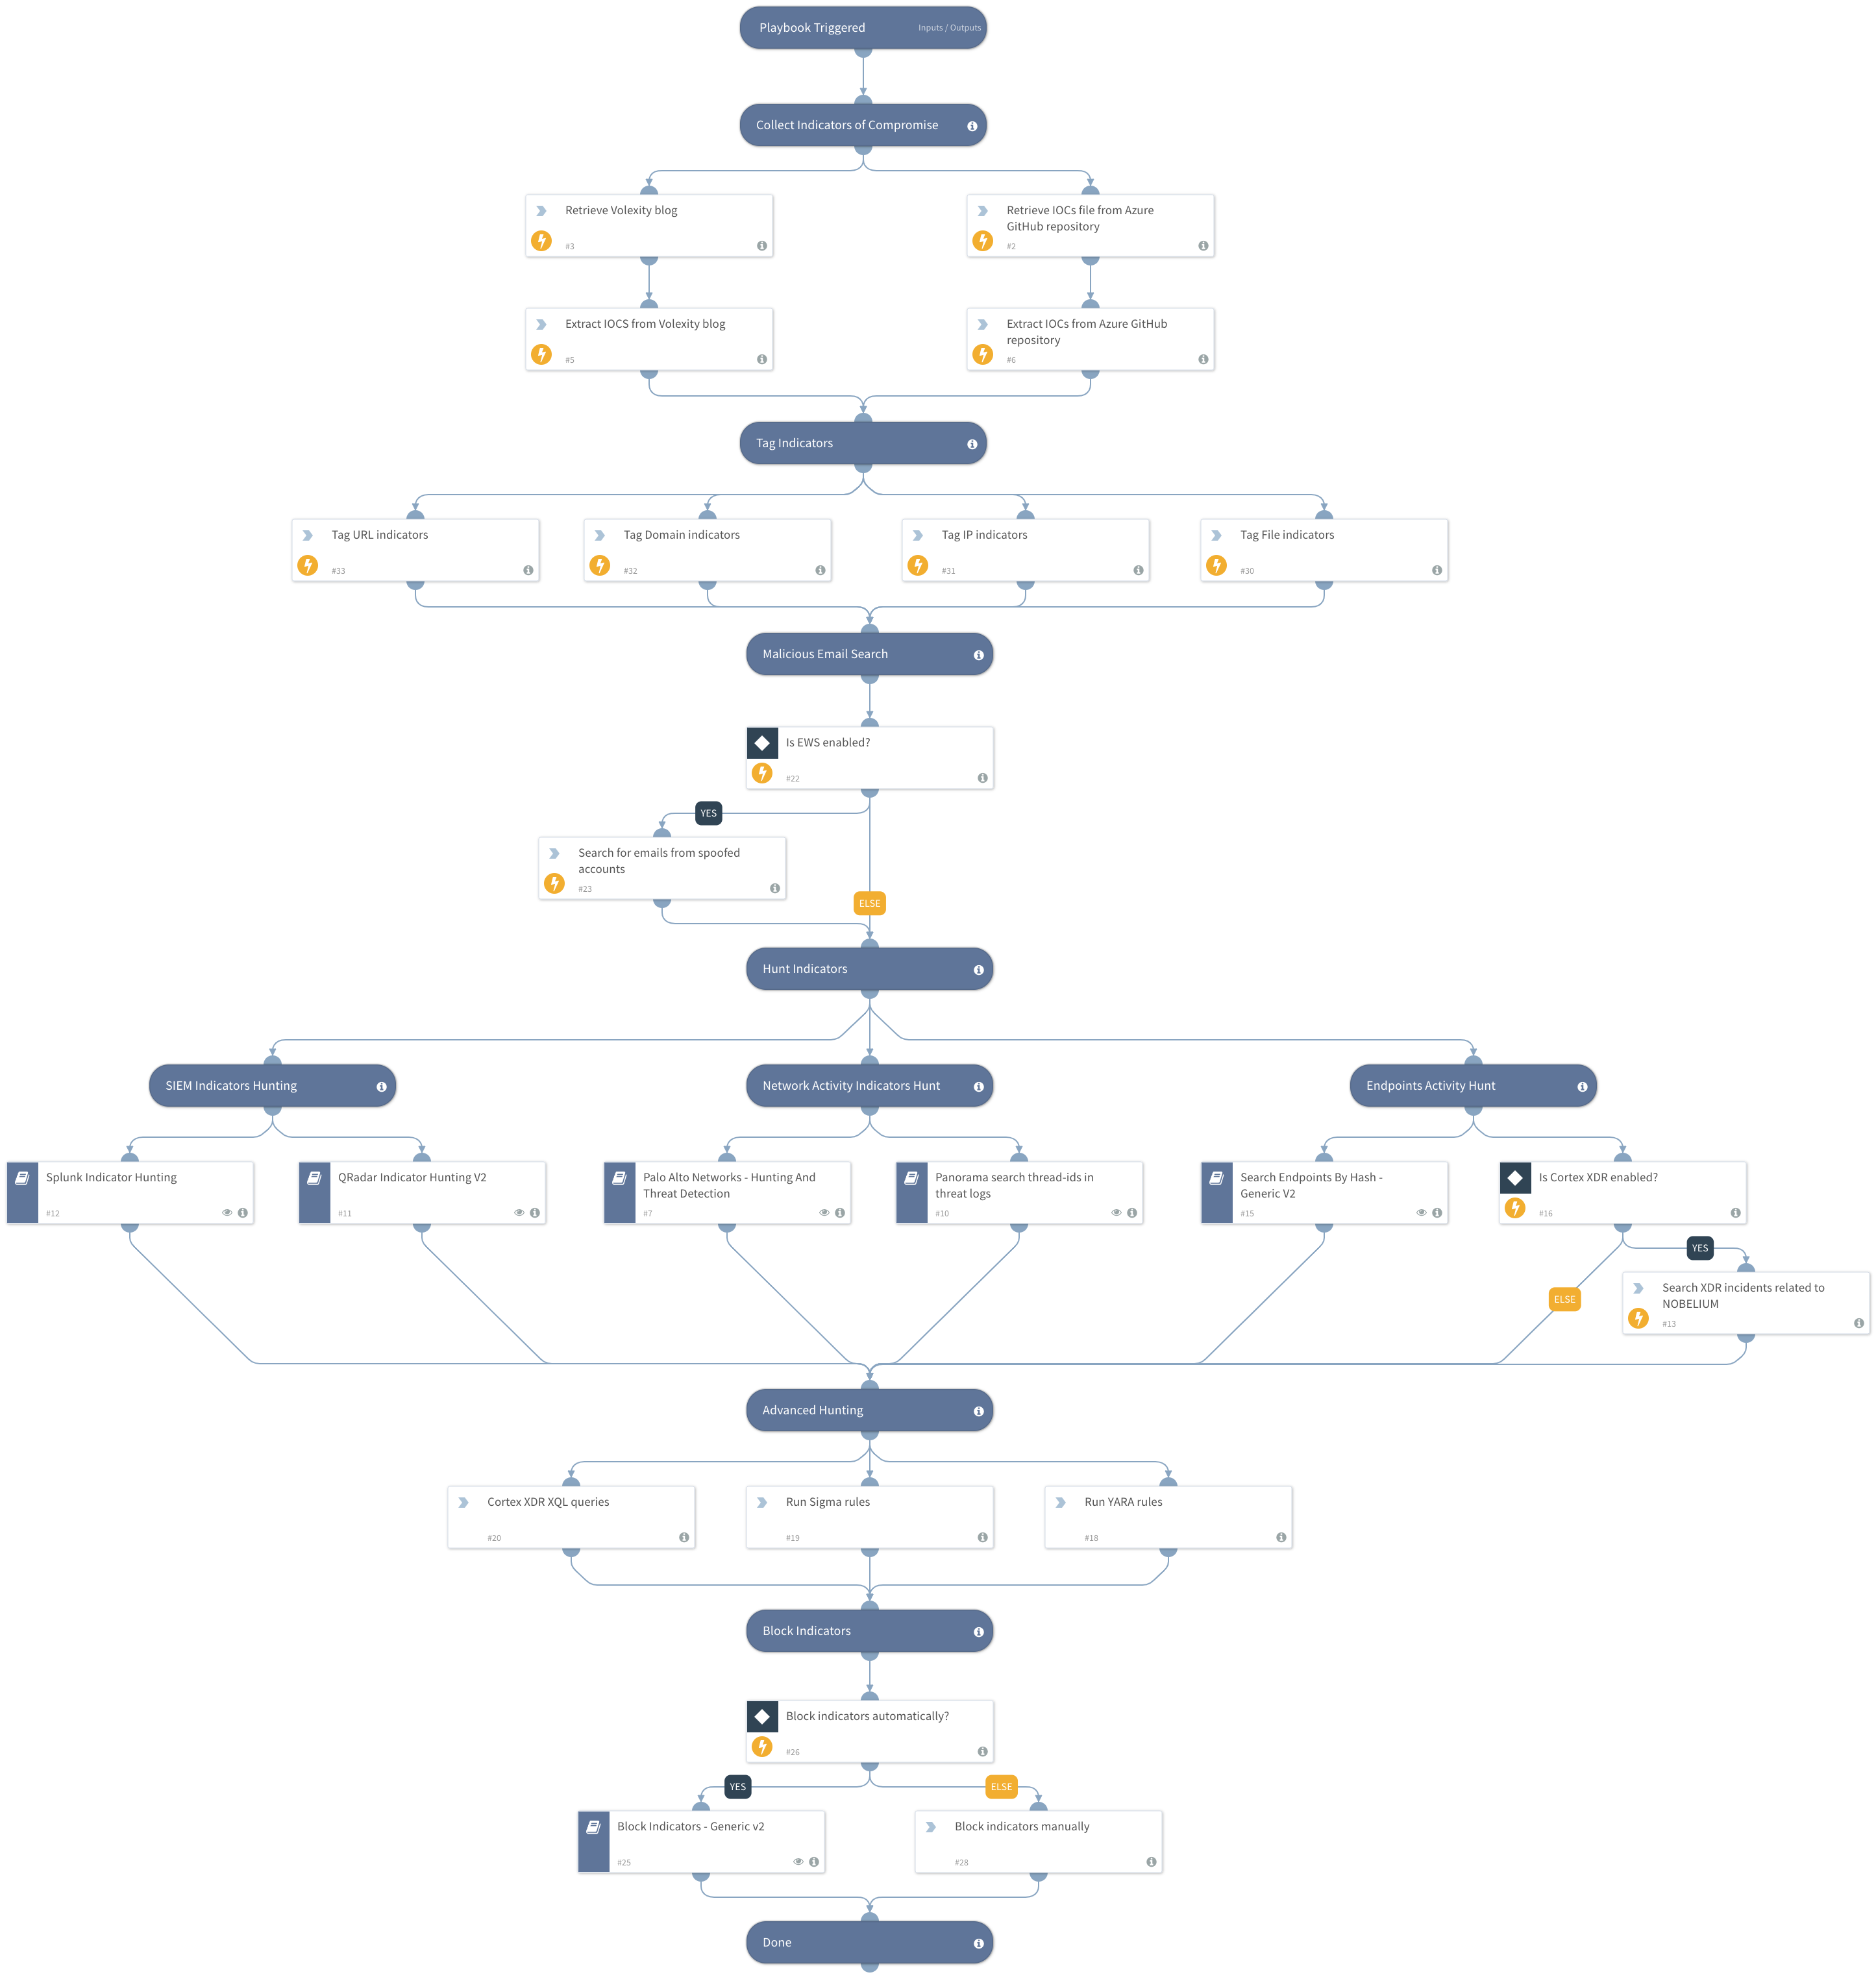 Playbook Triggered
Inputs / Outputs
Collect Indicators of Compromise
Retrieve Volexity blog
#3
Retrieve IOCs file from Azure
GitHub repository
#2
Extract IOCS from Volexity blog
#5
Extract IOCs from Azure GitHub
repository
#6
Tag Indicators
Tag URL indicators
#33
Tag Domain indicators
#32
Tag IP indicators
#31
Tag File indicators
#30
Malicious Email Search
Is EWS enabled?
#22
YES
Search for emails from spoofed
accounts
#23
ELSE
Hunt Indicators
SIEM Indicators Hunting
Network Activity Indicators Hunt
Endpoints Activity Hunt
Splunk Indicator Hunting
#12
QRadar Indicator Hunting V2
#11
Palo Alto Networks - Hunting And
Threat Detection
#7
Panorama search thread-ids in
threat logs
#10
Search Endpoints By Hash -
Generic V2
#15
Is Cortex XDR enabled?
#16
YES
ELSE
Search XDR incidents related to
NOBELIUM
#13
Advanced Hunting
Cortex XDR XQL queries
#20
Run Sigma rules
#19
Run YARA rules
#18
Block Indicators
Block indicators automatically?
#26
YES
ELSE
Block Indicators - Generic v2
#25
Block indicators manually
#28
Done